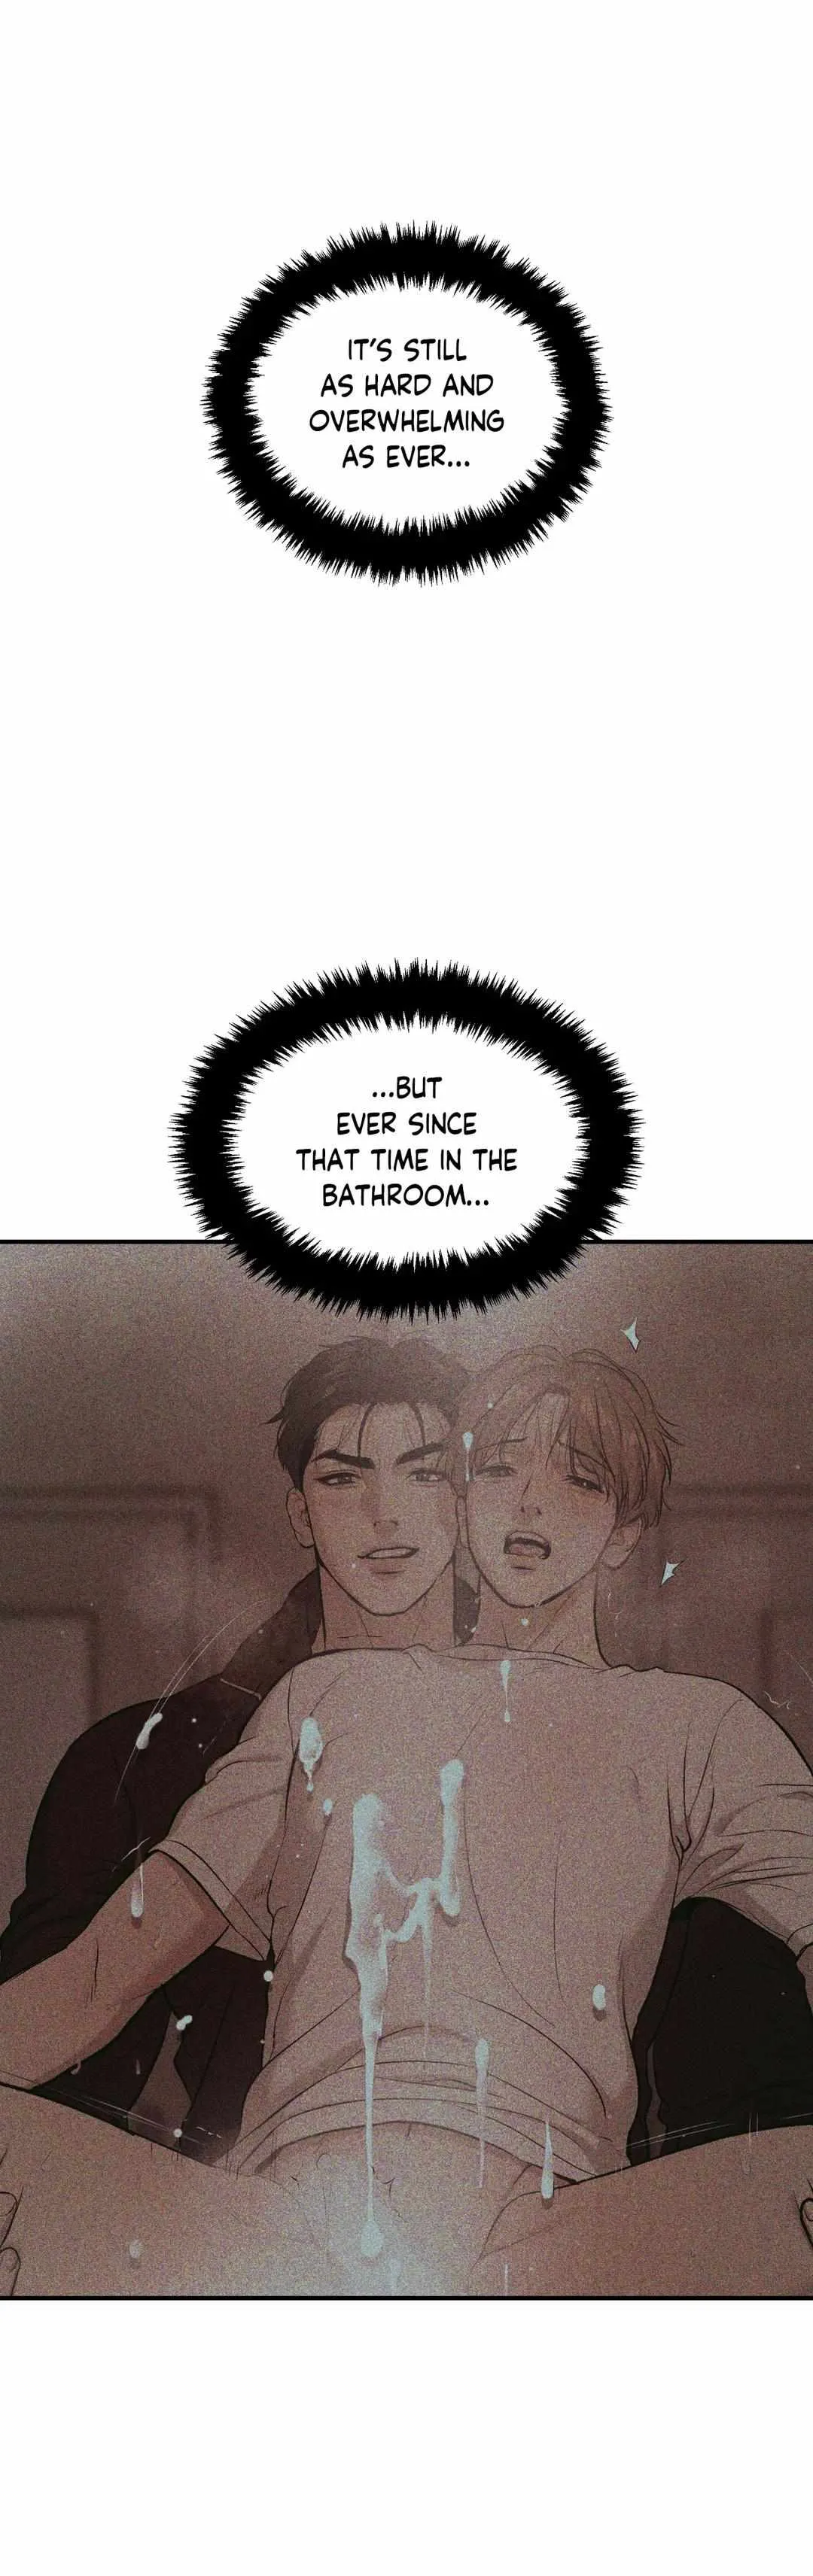 IT'S STILL
AS HARD AND
OVERWHELMING
AS EVER...
...BUT
EVER SINCE
THAT TIME IN THE
BATHROOM...